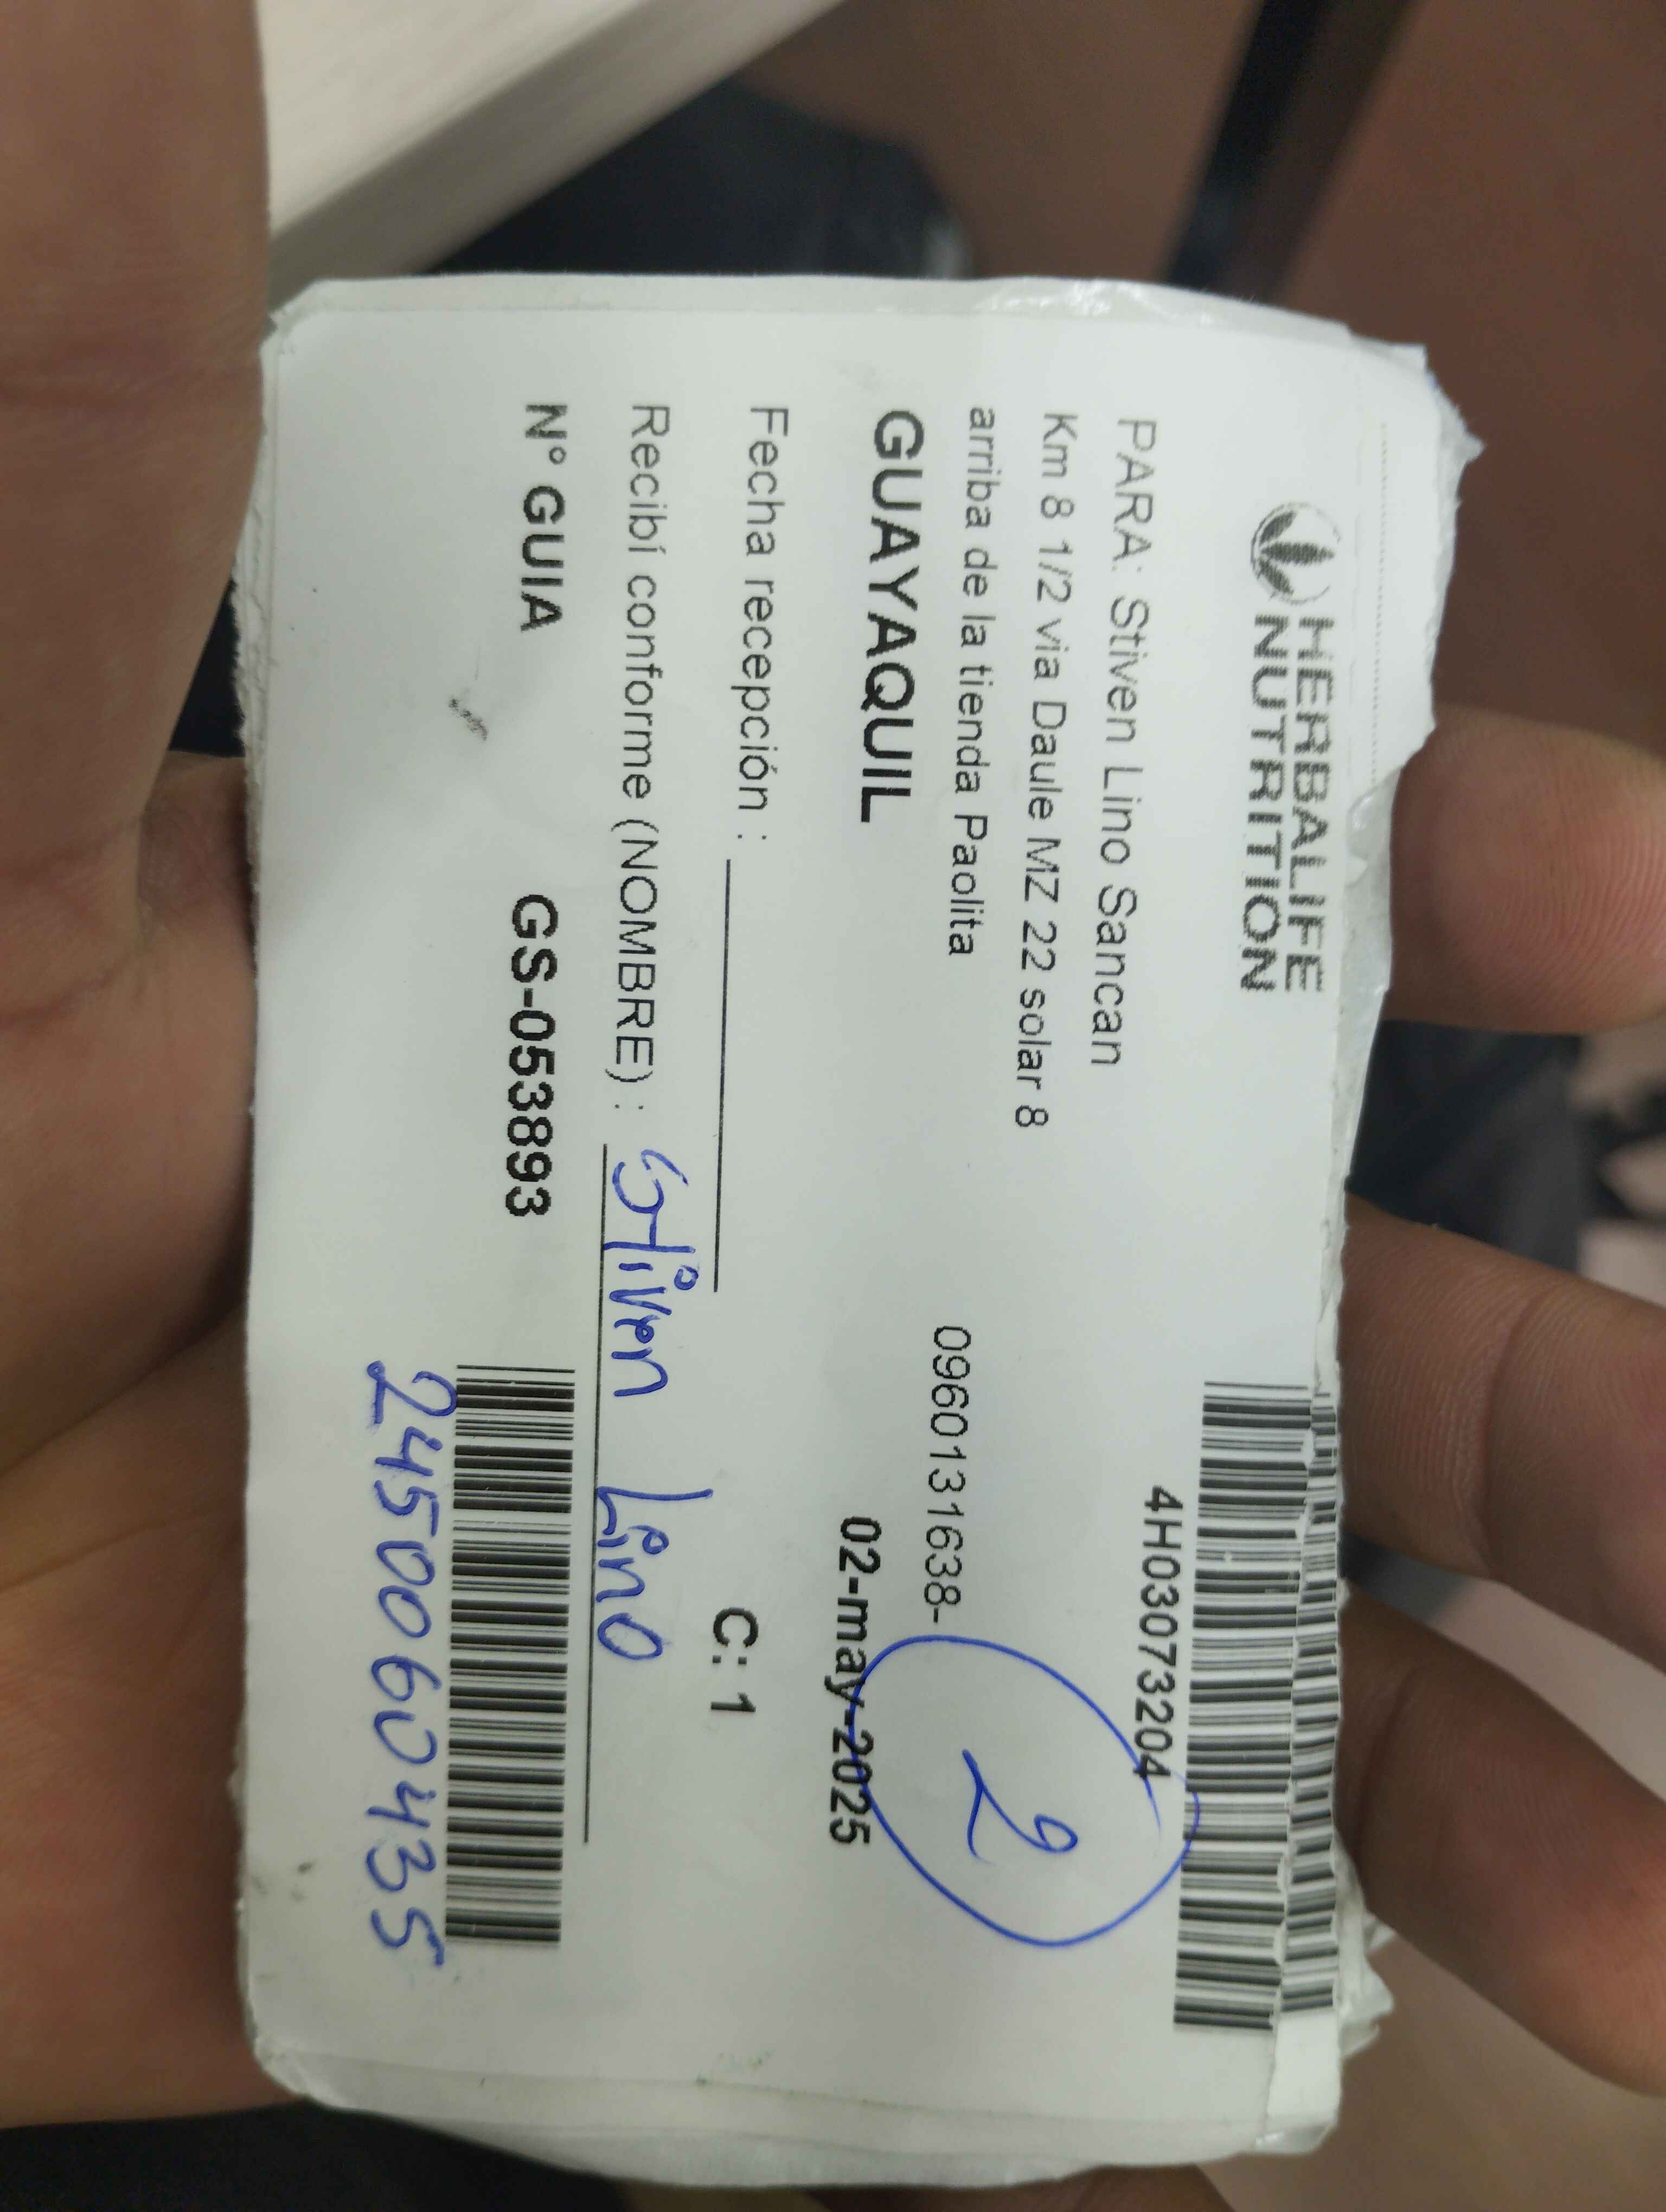 HERBALIFE
NUTRITION
4H03073204
PARA: Stiven Lino Sancan
Km 8 1/2 via Daule MZ 22 solar 8
2
arriba de la tienda Paolita
0960131638-
GUAYAQUIL
02-may-2025
Fecha recepción :
C: 1
Recibí conforme (NOMBRE) : Stiven Lino
N° GUIA GS-053893
2450060435